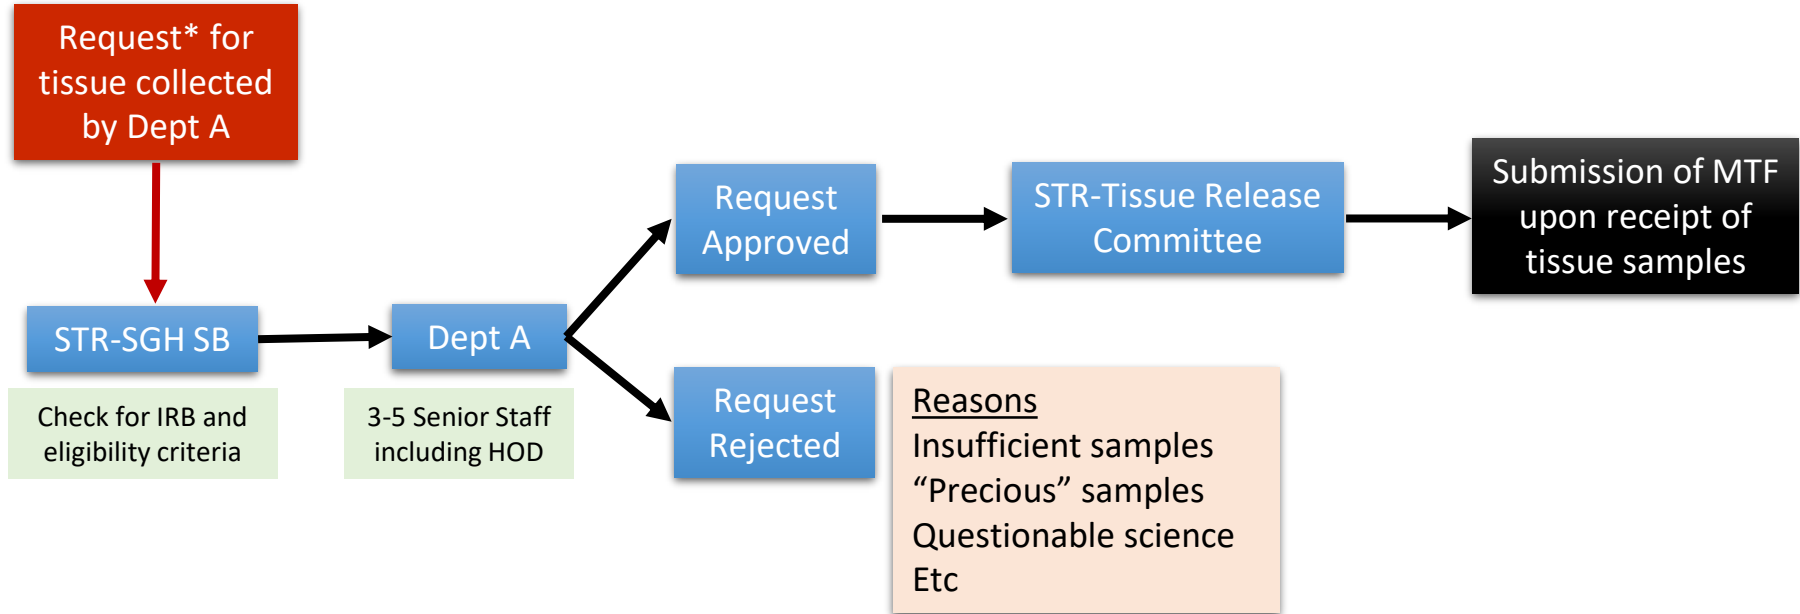 Request* for
tissue collected
by Dept A
STR-SGH SB
Check for IRB and
eligibility criteria
Dept A
3-5 Senior Staff
including HOD
Request
Approved
STR-Tissue Release
Committee
Submission of MTF
upon receipt of
tissue samples
Request
Rejected
Reasons
Insufficient samples
“Precious” samples
Questionable science
Etc